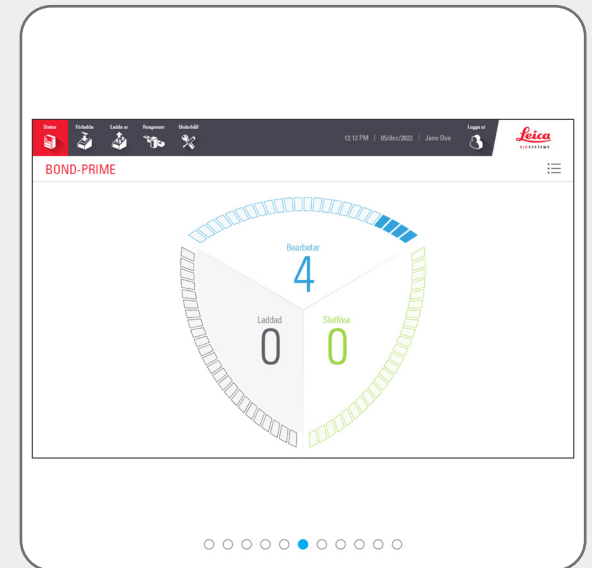 Status Förladda Ladda ur Reagenser Underhåll
12:12 PM | 05/dec/2022 | Jane Doe
Logga ut
Leica
BIOSYSTEMS
BOND-PRIME
Bearbetar
4
Laddad
0
Slutföra
0